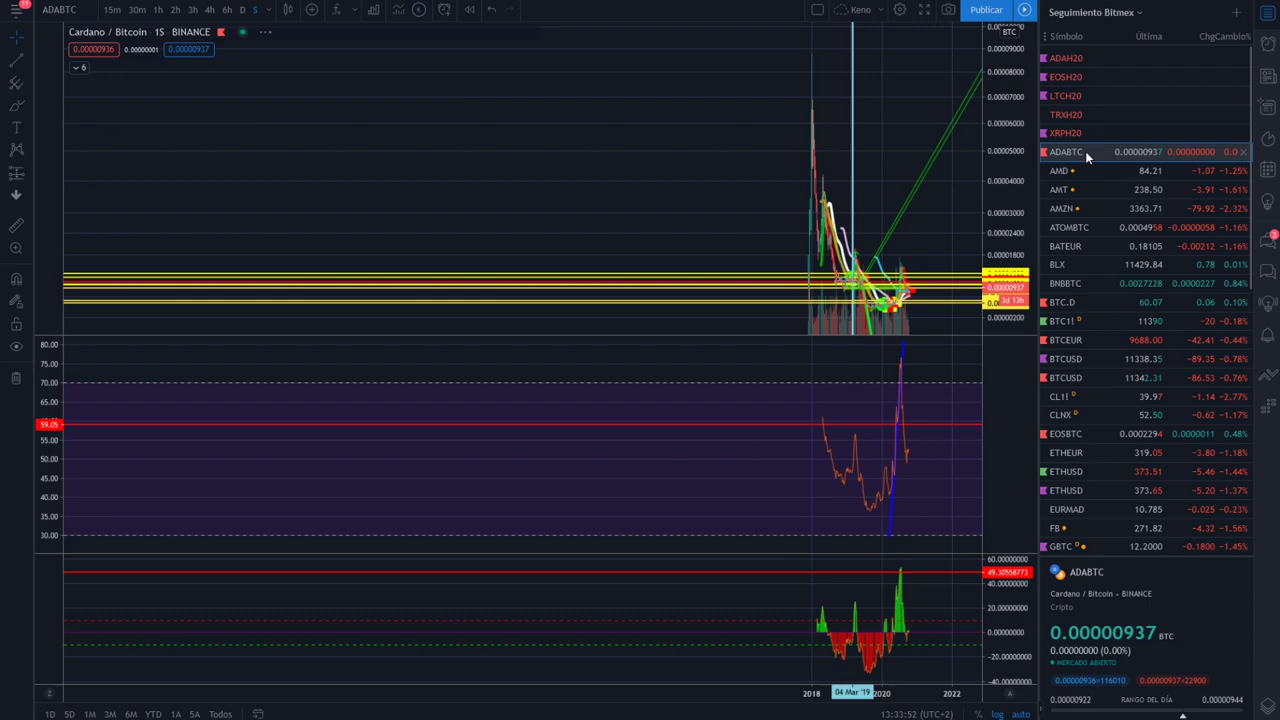 11
ADABTC 15m 30m 1h 2h 3h 4h 6h D S Keno Publicar
Cardano / Bitcoin · 1S · BINANCE
0.00000936 0.00000001 0.00000937
6
BTC
0.00009000
0.00008000
0.00007000
0.00006000
0.00005000
0.00004000
0.00003000
0.00002400
0.00001800
0.00000937
3d 13h
0.00000200
80.00
75.00
70.00
65.00
59.05
55.00
50.00
45.00
40.00
35.00
30.00
60.00000000
49.30558773
40.00000000
20.00000000
0.00000000
−20.00000000
−40.00000000
Z 2018 04 Mar '19 2020 2022 A
1D 5D 1M 3M 6M YTD 1A 5A Todos 13:33:52 (UTC+2) % log auto
Seguimiento Bitmex
Símbolo Última Chg Cambio%
ADAH20
EOSH20
LTCH20
TRXH20
XRPH20
ADABTC 0.00000937 0.00000000 0.0
AMD 84.21 −1.07 −1.25%
AMT 238.50 −3.91 −1.61%
AMZN 3363.71 −79.92 −2.32%
ATOMBTC 0.0004958 −0.0000058 −1.16%
BATEUR 0.18105 −0.00212 −1.16%
BLX 11429.84 0.78 0.01%
BNBBTC 0.0027228 0.0000227 0.84%
BTC.D 60.07 0.06 0.10%
BTC1! D 11390 −20 −0.18%
BTCEUR 9688.00 −42.41 −0.44%
BTCUSD 11338.35 −89.35 −0.78%
BTCUSD 11342.31 −86.53 −0.76%
CL1! D 39.97 −1.14 −2.77%
CLNX D 52.50 −0.62 −1.17%
EOSBTC 0.0002294 0.0000011 0.48%
ETHEUR 319.05 −3.80 −1.18%
ETHUSD 373.51 −5.46 −1.44%
ETHUSD 373.65 −5.20 −1.37%
EURMAD 10.785 −0.025 −0.23%
FB 271.82 −4.32 −1.56%
GBTC D 12.2000 −0.1800 −1.45%
ADABTC
Cardano / Bitcoin • BINANCE
Cripto
0.00000937 BTC
0.00000000 (0.00%)
MERCADO ABIERTO
0.00000936×116010 0.00000937×22900
0.00000922 RANGO DEL DÍA 0.00000944